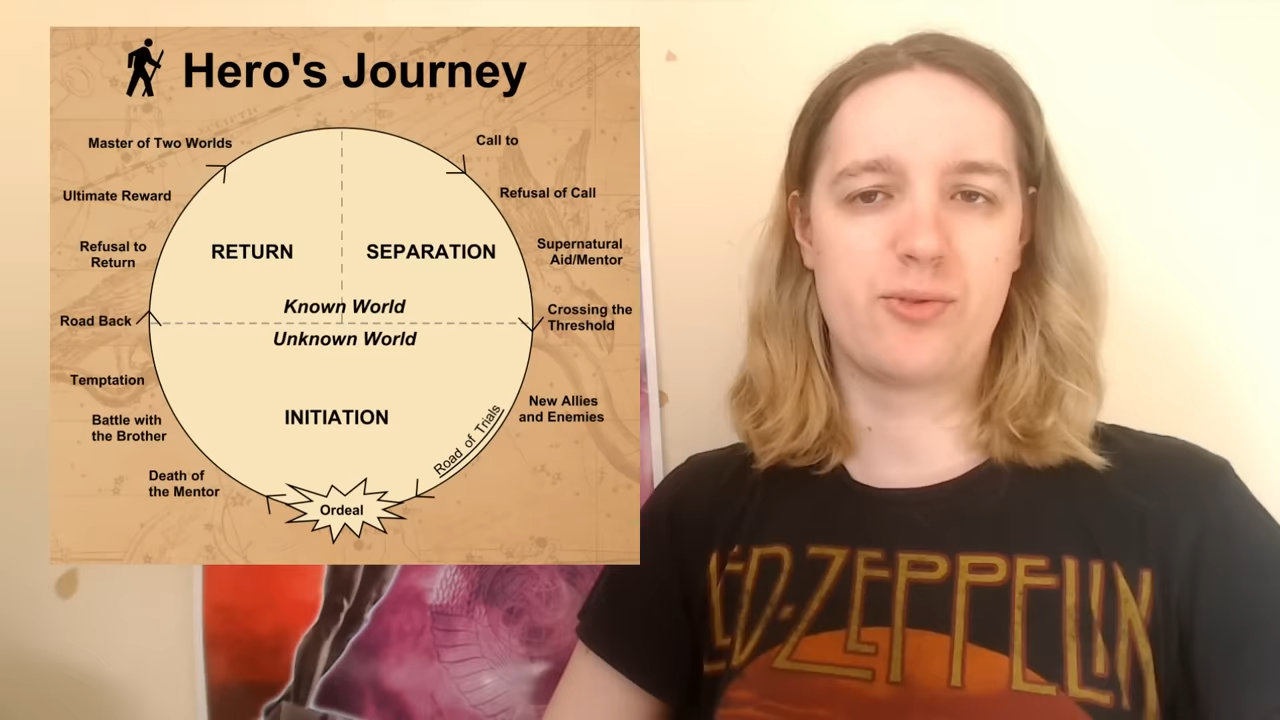 Hero's Journey
Master of Two Worlds
Call to
Ultimate Reward
Refusal of Call
Refusal to
Return
RETURN
SEPARATION
Supernatural
Aid/Mentor
Known World
Road Back
Crossing the
Threshold
Unknown World
Temptation
INITIATION
New Allies
and Enemies
Battle with
the Brother
Road of Trials
Death of
the Mentor
Ordeal
LED-ZEPPELIN